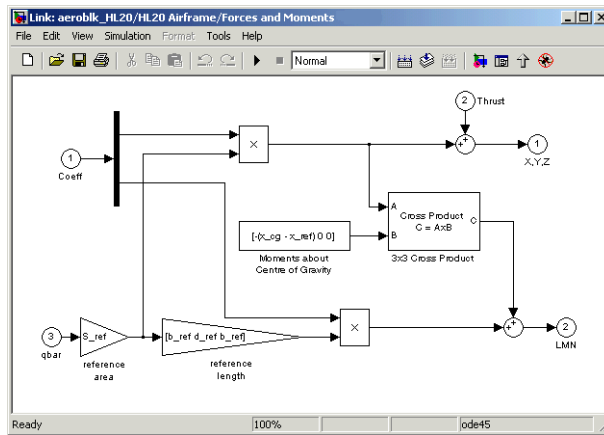 Link: aeroblk_HL20/HL20 Airframe/Forces and Moments
File Edit View Simulation Format Tools Help
Normal
2
Thrust
1
Coeff
×
1
X,Y,Z
A
B
Cross Product
C = AxB
C
3x3 Cross Product
[-(x_cg - x_ref) 0 0]
Moments about
Centre of Gravity
3
qbar
S_ref
reference
area
[b_ref d_ref b_ref]
reference
length
×
2
LMN
Ready 100% ode45